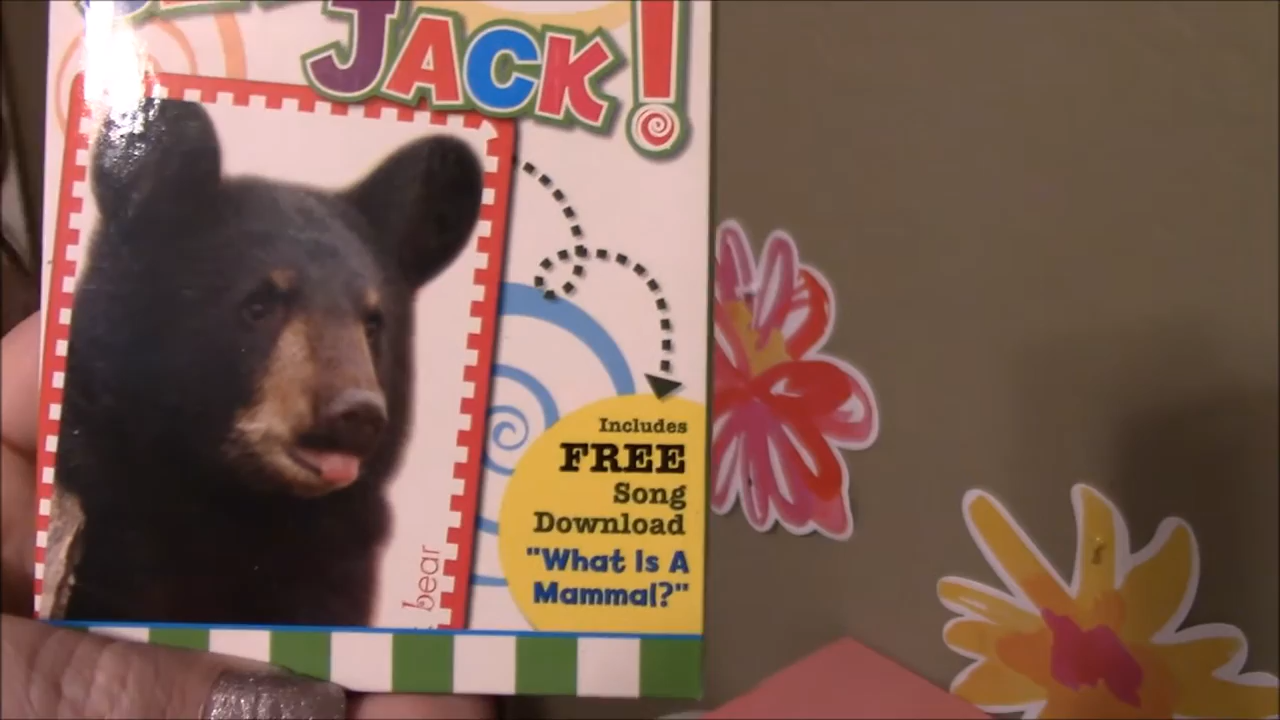 JACK!
Includes
FREE
Song
Download
"What Is A
Mammal?"
bear